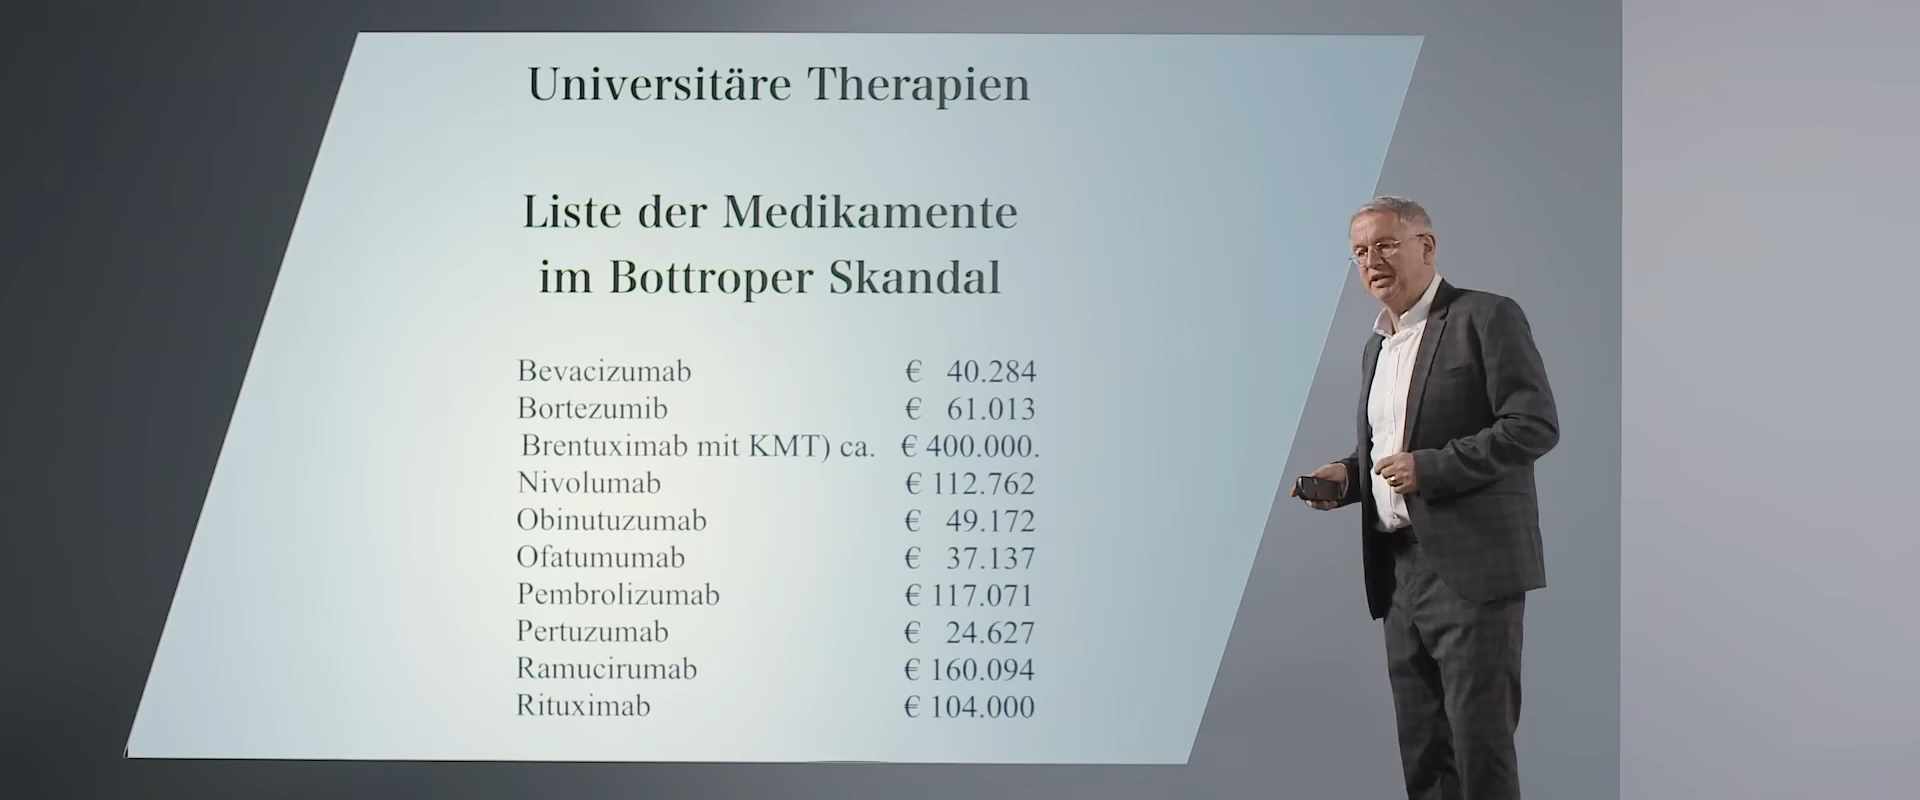 Universitäre Therapien
Liste der Medikamente
im Bottroper Skandal
Bevacizumab € 40.284
Bortezumib € 61.013
Brentuximab mit KMT) ca. € 400.000.
Nivolumab € 112.762
Obinutuzumab € 49.172
Ofatumumab € 37.137
Pembrolizumab € 117.071
Pertuzumab € 24.627
Ramucirumab € 160.094
Rituximab € 104.000